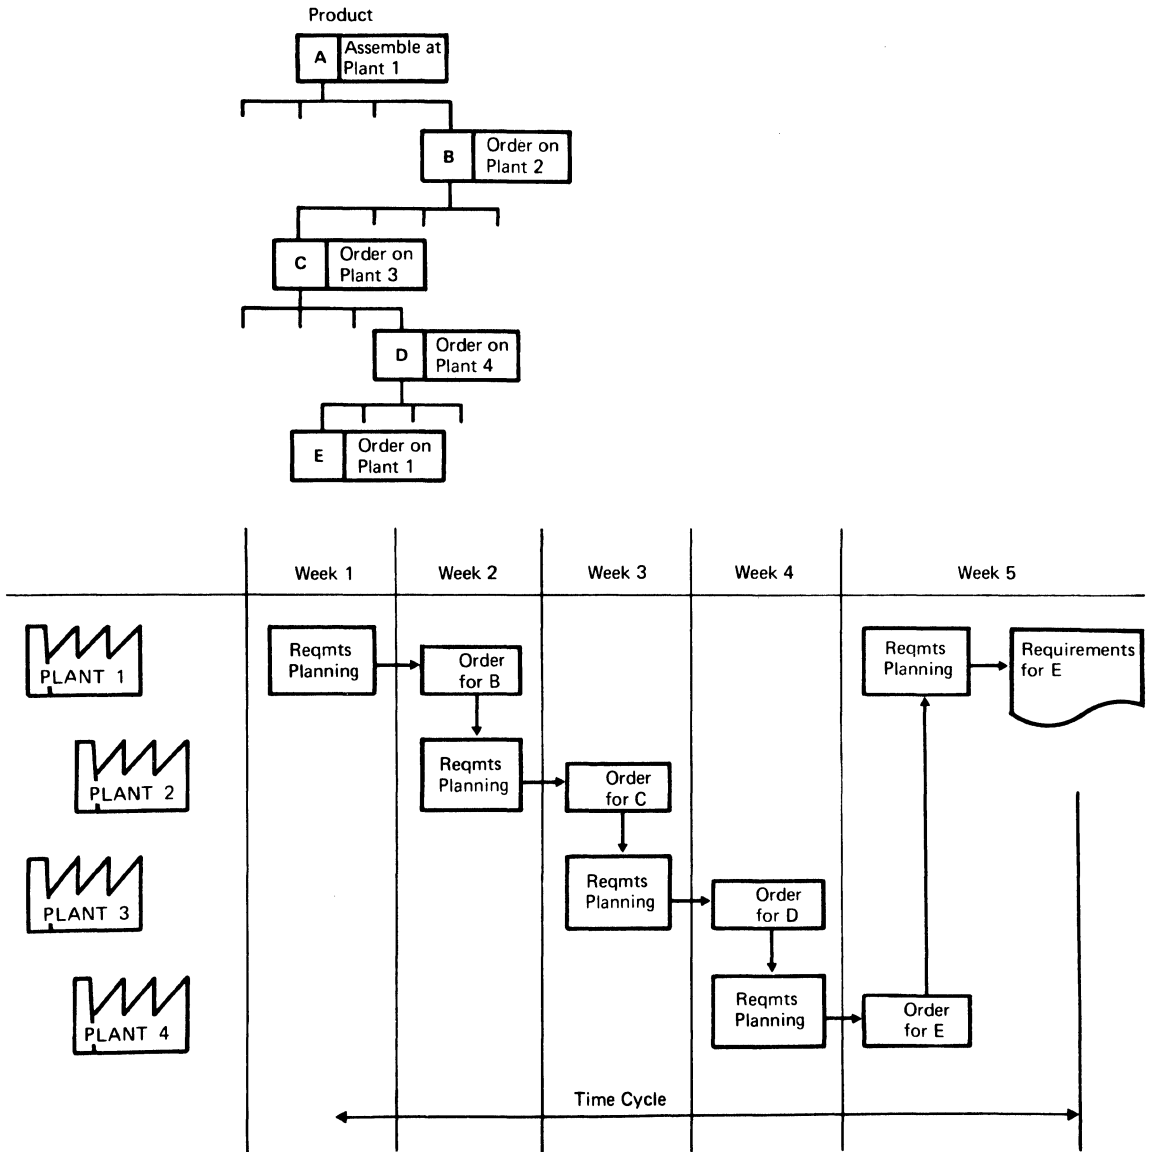 Product
A
Assemble at
Plant 1
B
Order on
Plant 2
C
Order on
Plant 3
D
Order on
Plant 4
E
Order on
Plant 1
Week 1
Week 2
Week 3
Week 4
Week 5
PLANT 1
Reqmts
Planning
Order
for B
Reqmts
Planning
Requirements
for E
PLANT 2
Reqmts
Planning
Order
for C
PLANT 3
Reqmts
Planning
Order
for D
PLANT 4
Reqmts
Planning
Order
for E
Time Cycle